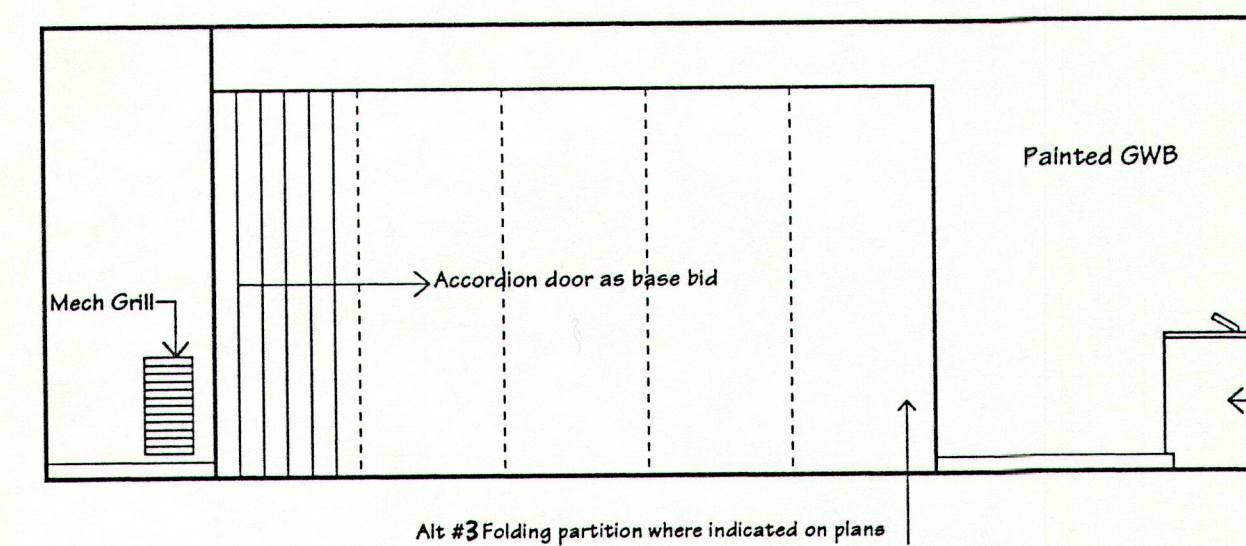 Painted GWB
Accordion door as base bid
Mech Grill
Alt #3 Folding partition where indicated on plans